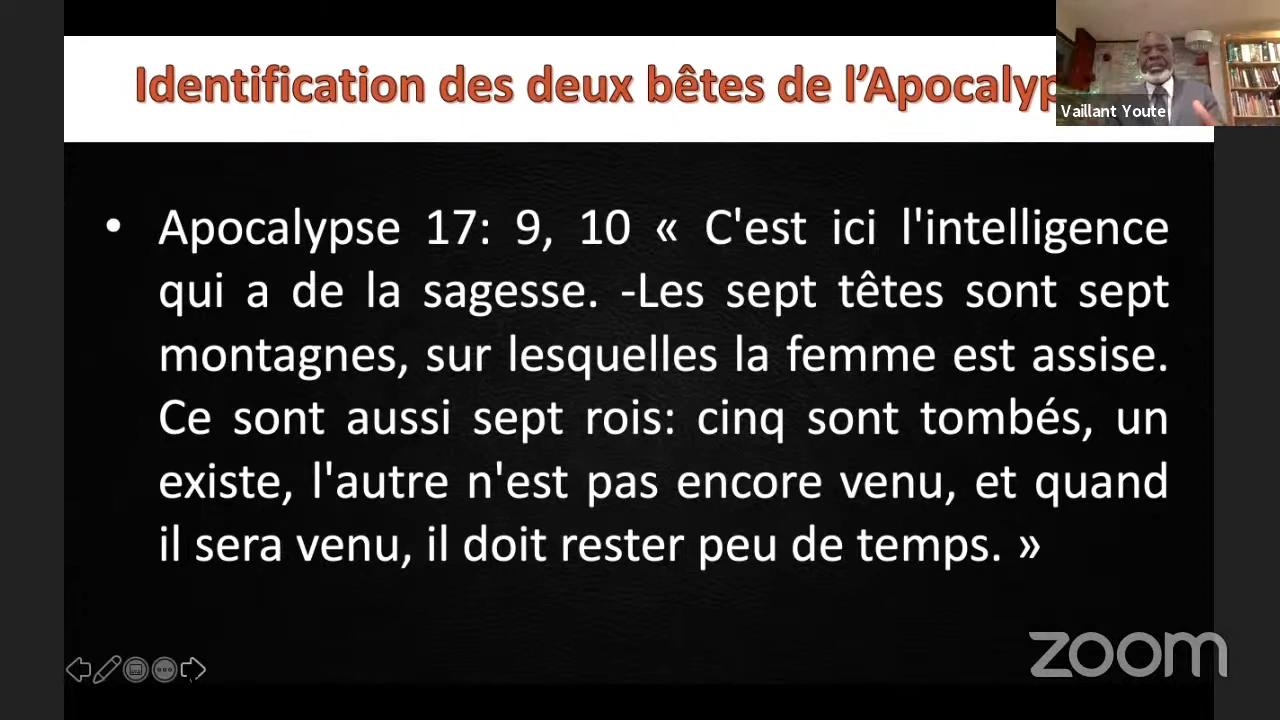 Identification des deux bêtes de l’Apocalyp
Vaillant Youte
• Apocalypse 17: 9, 10 « C'est ici l'intelligence
qui a de la sagesse. -Les sept têtes sont sept
montagnes, sur lesquelles la femme est assise.
Ce sont aussi sept rois: cinq sont tombés, un
existe, l'autre n'est pas encore venu, et quand
il sera venu, il doit rester peu de temps. »
zoom